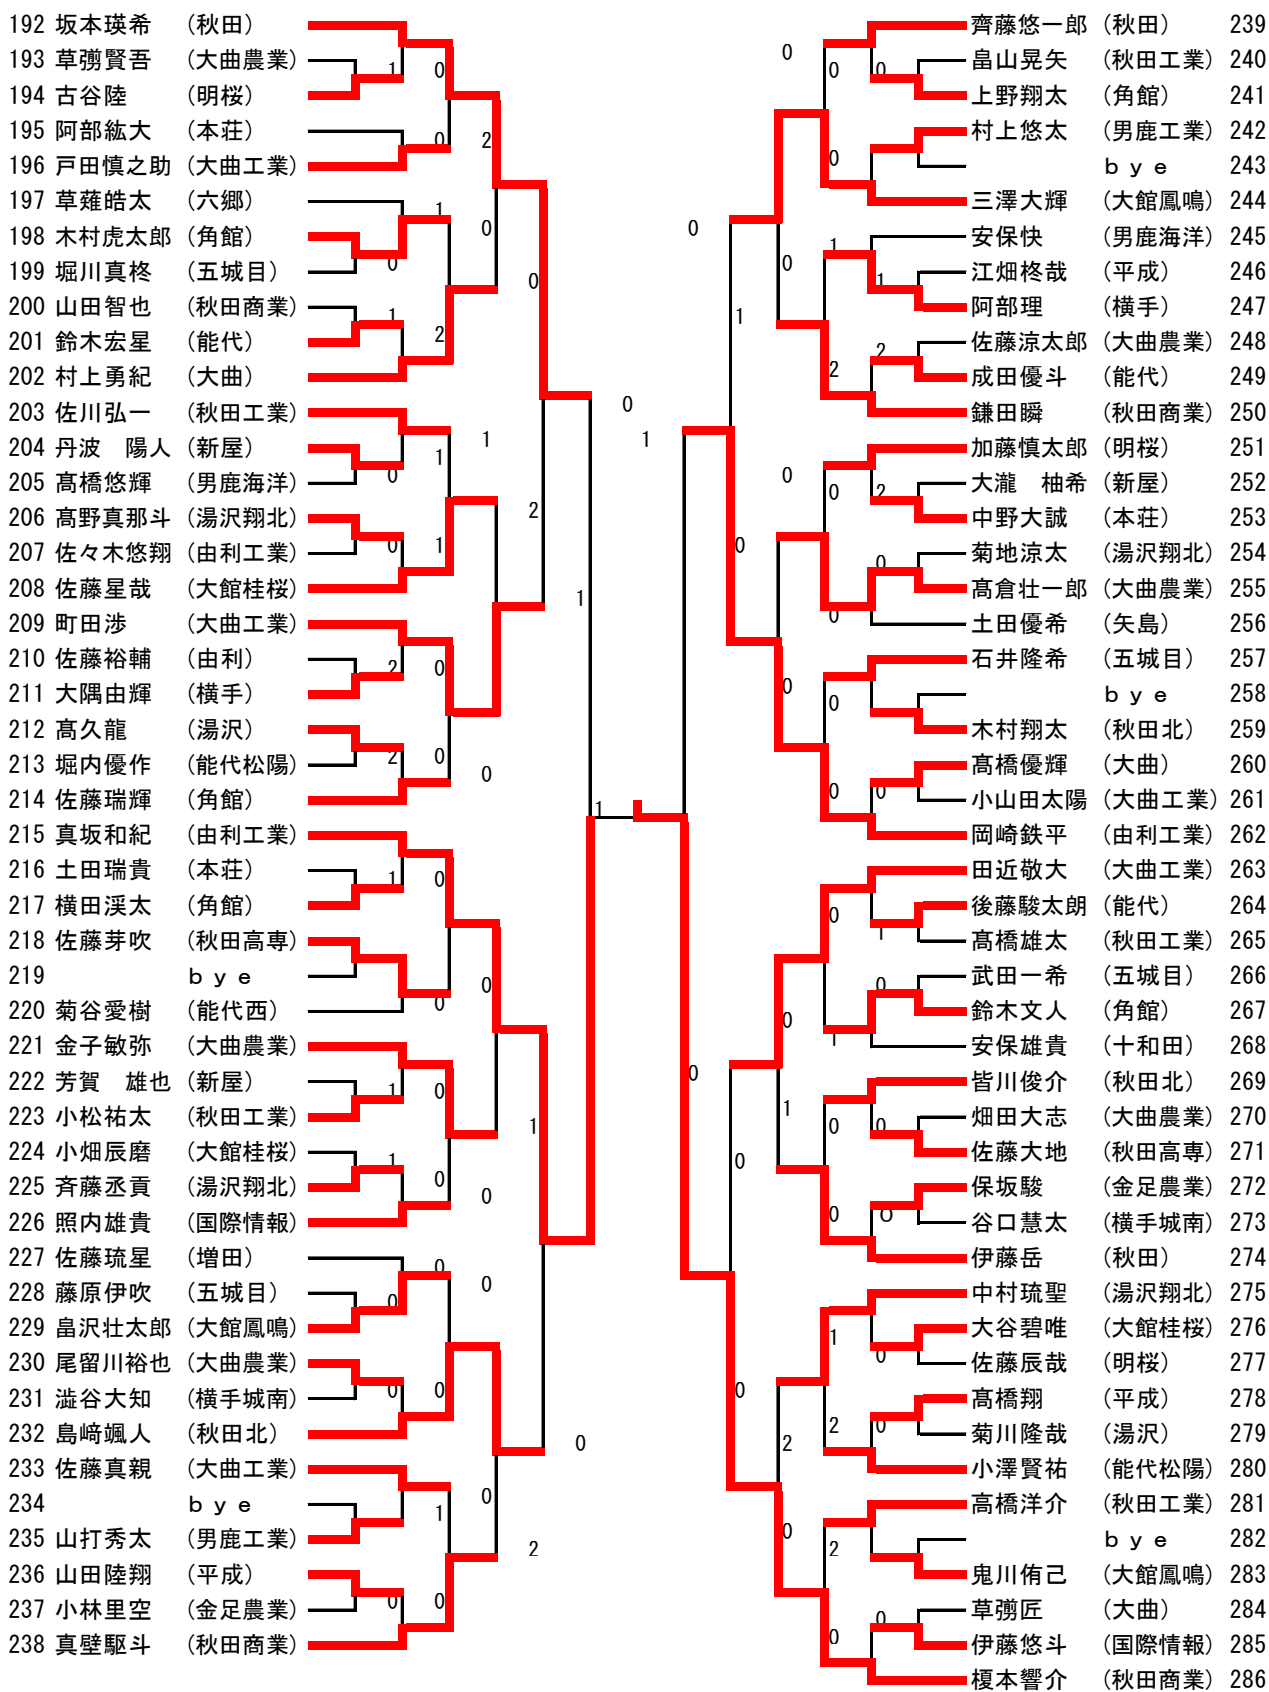 192 坂本瑛希 (秋田)
193 草彅賢吾 (大曲農業)
194 古谷陸 (明桜)
195 阿部紘大 (本荘)
196 戸田慎之助 (大曲工業)
197 草薙皓太 (六郷)
198 木村虎太郎 (角館)
199 堀川真柊 (五城目)
200 山田智也 (秋田商業)
201 鈴木宏星 (能代)
202 村上勇紀 (大曲)
203 佐川弘一 (秋田工業)
204 丹波 陽人 (新屋)
205 髙橋悠輝 (男鹿海洋)
206 髙野真那斗 (湯沢翔北)
207 佐々木悠翔 (由利工業)
208 佐藤星哉 (大館桂桜)
209 町田渉 (大曲工業)
210 佐藤裕輔 (由利)
211 大隅由輝 (横手)
212 髙久龍 (湯沢)
213 堀内優作 (能代松陽)
214 佐藤瑞輝 (角館)
215 真坂和紀 (由利工業)
216 土田瑞貴 (本荘)
217 横田渓太 (角館)
218 佐藤芽吹 (秋田高専)
219 bye
220 菊谷愛樹 (能代西)
221 金子敏弥 (大曲農業)
222 芳賀 雄也 (新屋)
223 小松祐太 (秋田工業)
224 小畑辰磨 (大館桂桜)
225 斉藤丞貢 (湯沢翔北)
226 照内雄貴 (国際情報)
227 佐藤琉星 (増田)
228 藤原伊吹 (五城目)
229 畠沢壮太郎 (大館鳳鳴)
230 尾留川裕也 (大曲農業)
231 澁谷大知 (横手城南)
232 島﨑颯人 (秋田北)
233 佐藤真親 (大曲工業)
234 bye
235 山打秀太 (男鹿工業)
236 山田陸翔 (平成)
237 小林里空 (金足農業)
238 真壁駆斗 (秋田商業)
齊藤悠一郎 (秋田) 239
畠山晃矢 (秋田工業) 240
上野翔太 (角館) 241
村上悠太 (男鹿工業) 242
bye 243
三澤大輝 (大館鳳鳴) 244
安保快 (男鹿海洋) 245
江畑柊哉 (平成) 246
阿部理 (横手) 247
佐藤涼太郎 (大曲農業) 248
成田優斗 (能代) 249
鎌田瞬 (秋田商業) 250
加藤慎太郎 (明桜) 251
大瀧 柚希 (新屋) 252
中野大誠 (本荘) 253
菊地涼太 (湯沢翔北) 254
髙倉壮一郎 (大曲農業) 255
土田優希 (矢島) 256
石井隆希 (五城目) 257
bye 258
木村翔太 (秋田北) 259
髙橋優輝 (大曲) 260
小山田太陽 (大曲工業) 261
岡崎鉄平 (由利工業) 262
田近敬大 (大曲工業) 263
後藤駿太朗 (能代) 264
髙橋雄太 (秋田工業) 265
武田一希 (五城目) 266
鈴木文人 (角館) 267
安保雄貴 (十和田) 268
皆川俊介 (秋田北) 269
畑田大志 (大曲農業) 270
佐藤大地 (秋田高専) 271
保坂駿 (金足農業) 272
谷口慧太 (横手城南) 273
伊藤岳 (秋田) 274
中村琉聖 (湯沢翔北) 275
大谷碧唯 (大館桂桜) 276
佐藤辰哉 (明桜) 277
髙橋翔 (平成) 278
菊川隆哉 (湯沢) 279
小澤賢祐 (能代松陽) 280
高橋洋介 (秋田工業) 281
bye 282
鬼川侑己 (大館鳳鳴) 283
草彅匠 (大曲) 284
伊藤悠斗 (国際情報) 285
榎本響介 (秋田商業) 286